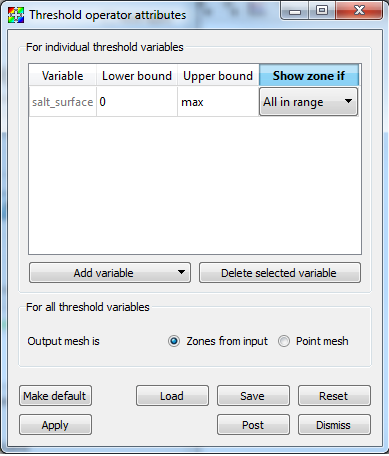 Threshold operator attributes
For individual threshold variables
Variable Lower bound Upper bound Show zone if
salt_surface 0 max All in range
Add variable Delete selected variable
For all threshold variables
Output mesh is Zones from input Point mesh
Make default Load Save Reset
Apply Post Dismiss